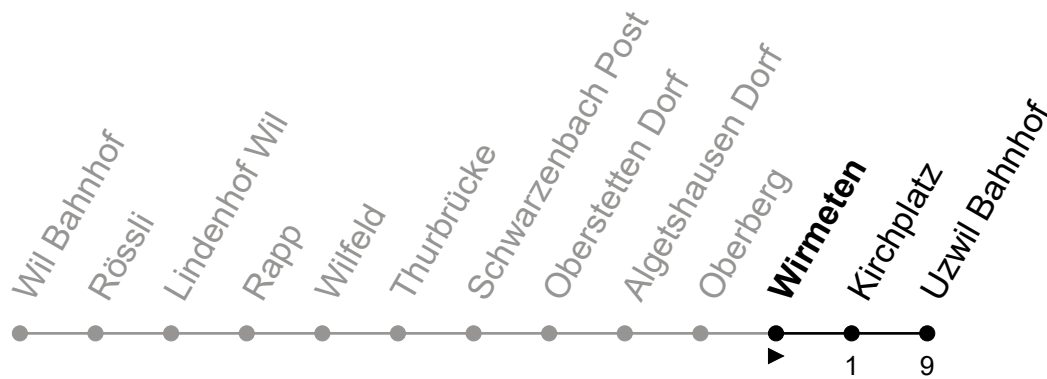 Wil Bahnhof
Rössli
Lindenhof Wil
Rapp
Wilfeld
Thurbrücke
Schwarzenbach Post
Oberstetten Dorf
Algetshausen Dorf
Oberberg
Wirmeten
Kirchplatz
Uzwil Bahnhof
1
9